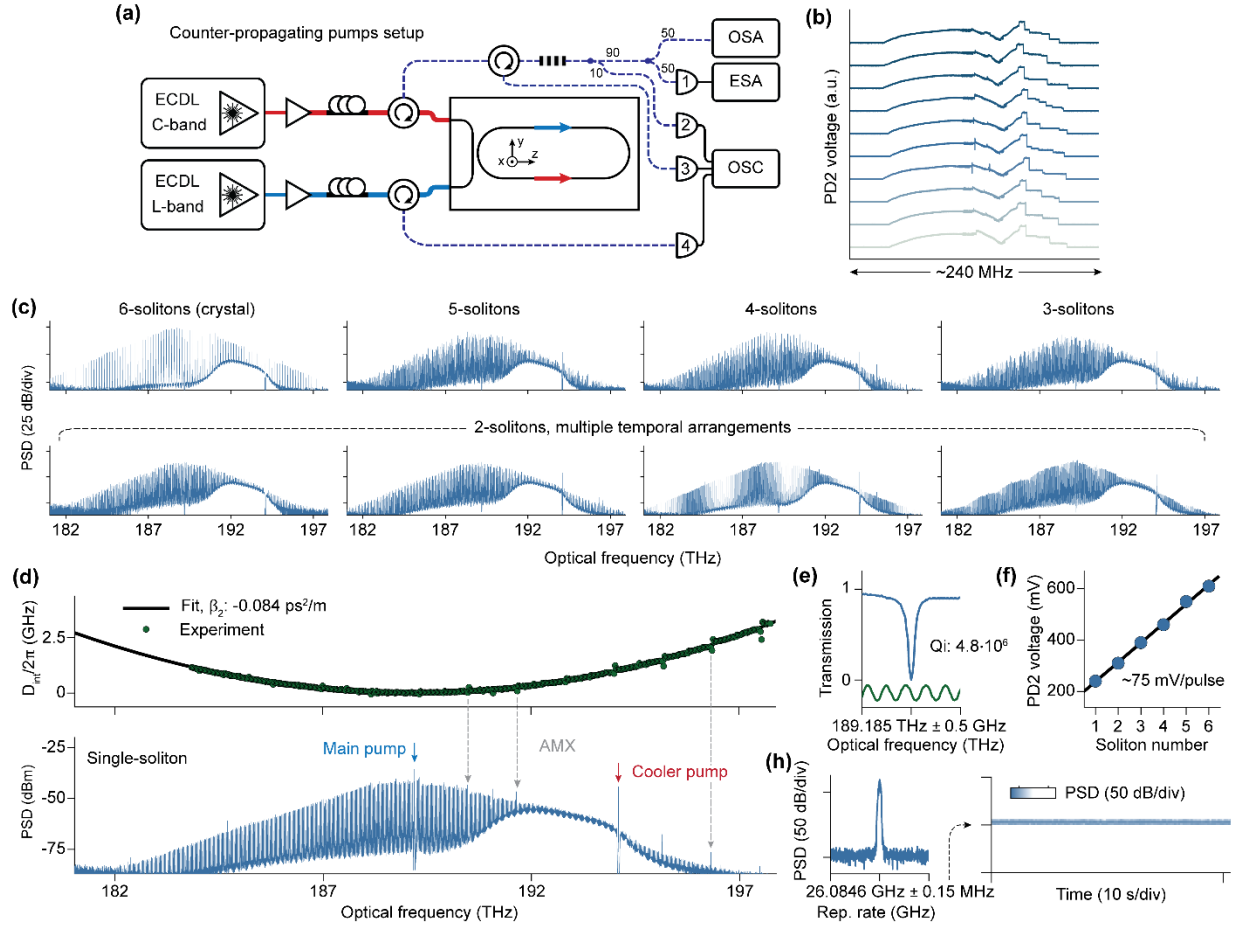 (a)
Counter-propagating pumps setup
ECDL
C-band
ECDL
L-band
y
x
z
50
90
10
50
OSA
ESA
OSC
1
2
3
4
(b)
PD2 voltage (a.u.)
~240 MHz
(c)
6-solitons (crystal)
5-solitons
4-solitons
3-solitons
PSD (25 dB/div)
2-solitons, multiple temporal arrangements
182 187 192 197
182 187 192 197
182 187 192 197
182 187 192 197
Optical frequency (THz)
(d)
Fit, β2: -0.084 ps²/m
Experiment
Dint/2π (GHz)
2.5
0
Single-soliton
Main pump
AMX
Cooler pump
PSD (dBm)
-25
-50
-75
182 187 192 197
Optical frequency (THz)
(e)
Transmission
1
0
Qi: 4.8·10⁶
189.185 THz ± 0.5 GHz
Optical frequency (THz)
(f)
PD2 voltage (mV)
600
400
200
~75 mV/pulse
1 2 3 4 5 6
Soliton number
(h)
PSD (50 dB/div)
26.0846 GHz ± 0.15 MHz
Rep. rate (GHz)
PSD (50 dB/div)
Time (10 s/div)